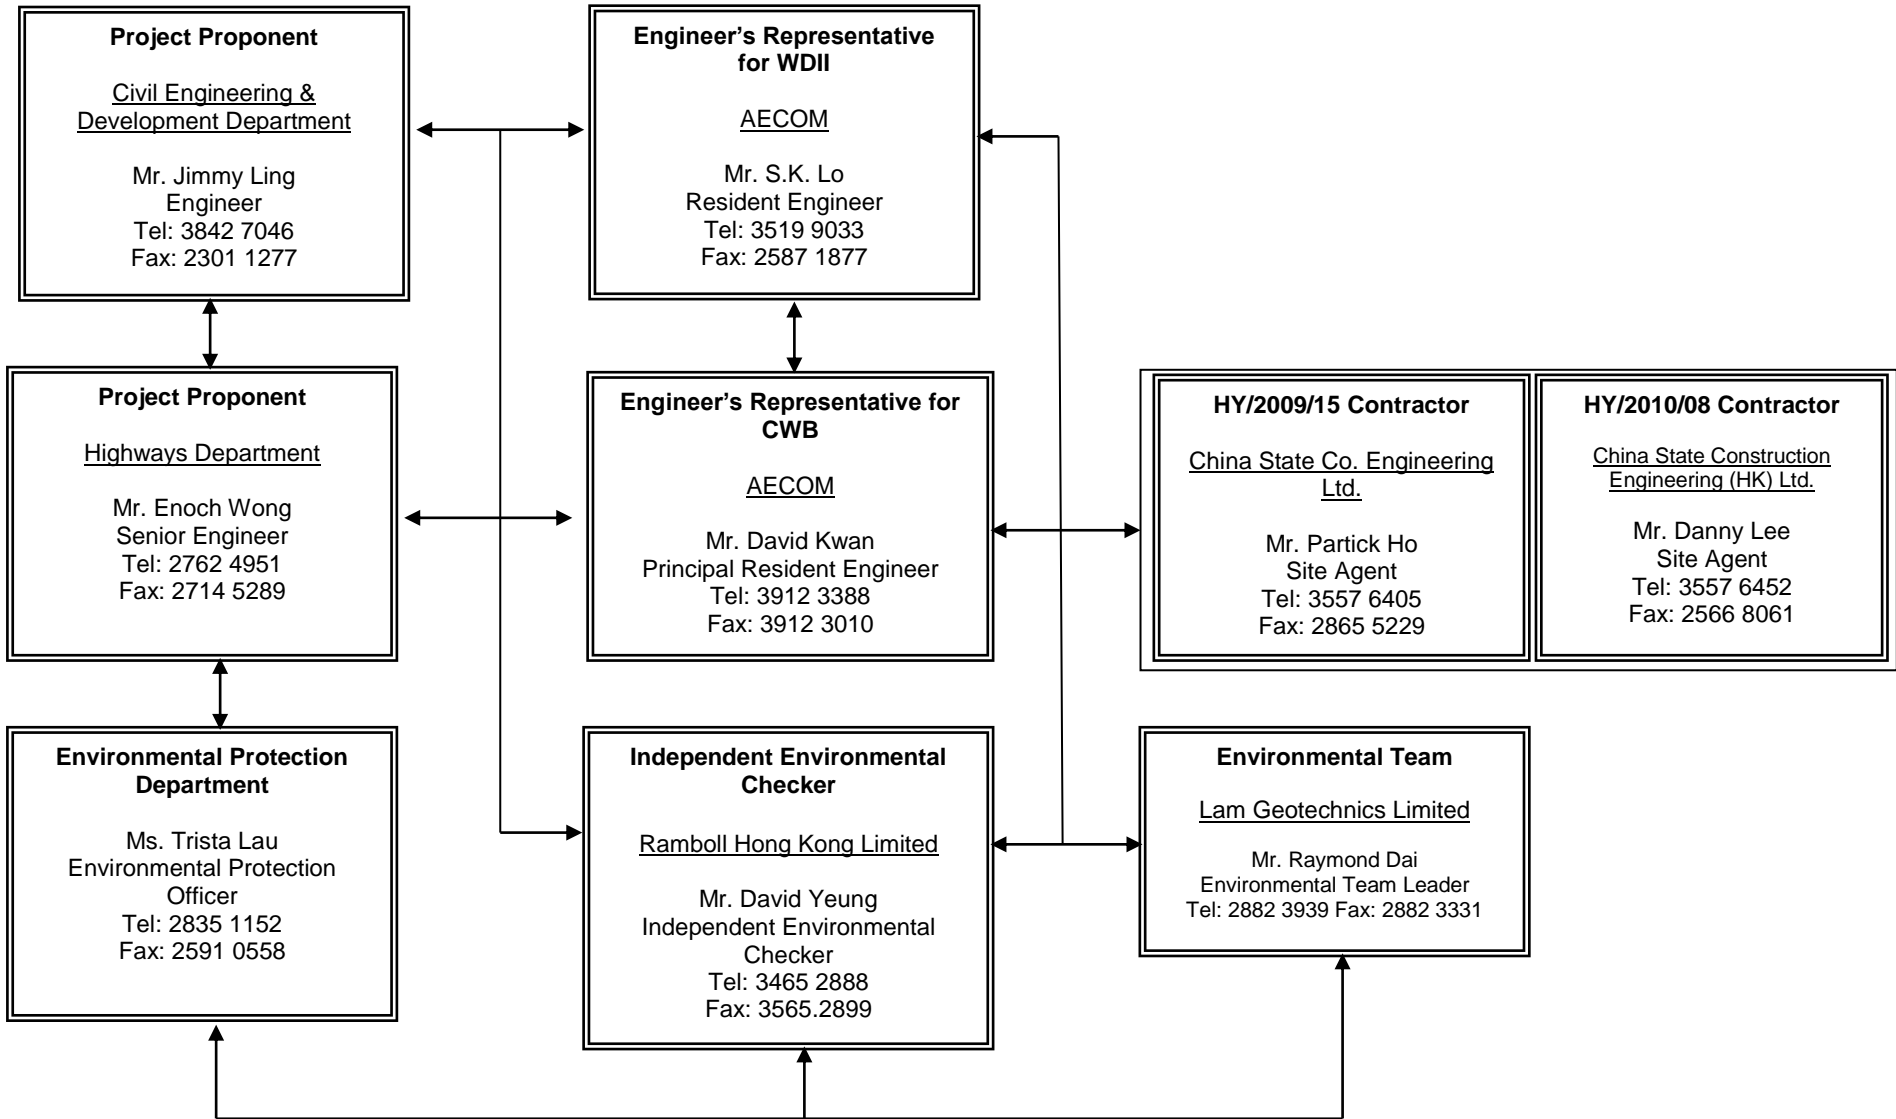 Project Proponent
Civil Engineering &
Development Department
Mr. Jimmy Ling
Engineer
Tel: 3842 7046
Fax: 2301 1277
Engineer’s Representative
for WDII
AECOM
Mr. S.K. Lo
Resident Engineer
Tel: 3519 9033
Fax: 2587 1877
Project Proponent
Highways Department
Mr. Enoch Wong
Senior Engineer
Tel: 2762 4951
Fax: 2714 5289
Engineer’s Representative for
CWB
AECOM
Mr. David Kwan
Principal Resident Engineer
Tel: 3912 3388
Fax: 3912 3010
HY/2009/15 Contractor
China State Co. Engineering
Ltd.
Mr. Partick Ho
Site Agent
Tel: 3557 6405
Fax: 2865 5229
HY/2010/08 Contractor
China State Construction
Engineering (HK) Ltd.
Mr. Danny Lee
Site Agent
Tel: 3557 6452
Fax: 2566 8061
Environmental Protection
Department
Ms. Trista Lau
Environmental Protection
Officer
Tel: 2835 1152
Fax: 2591 0558
Independent Environmental
Checker
Ramboll Hong Kong Limited
Mr. David Yeung
Independent Environmental
Checker
Tel: 3465 2888
Fax: 3565.2899
Environmental Team
Lam Geotechnics Limited
Mr. Raymond Dai
Environmental Team Leader
Tel: 2882 3939 Fax: 2882 3331